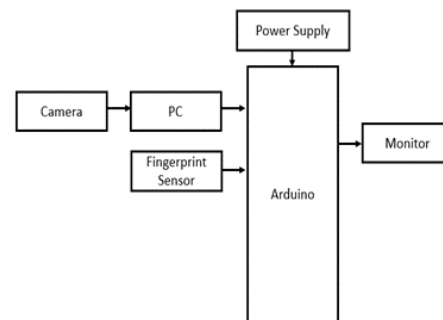 Power Supply
Camera
PC
Fingerprint
Sensor
Arduino
Monitor